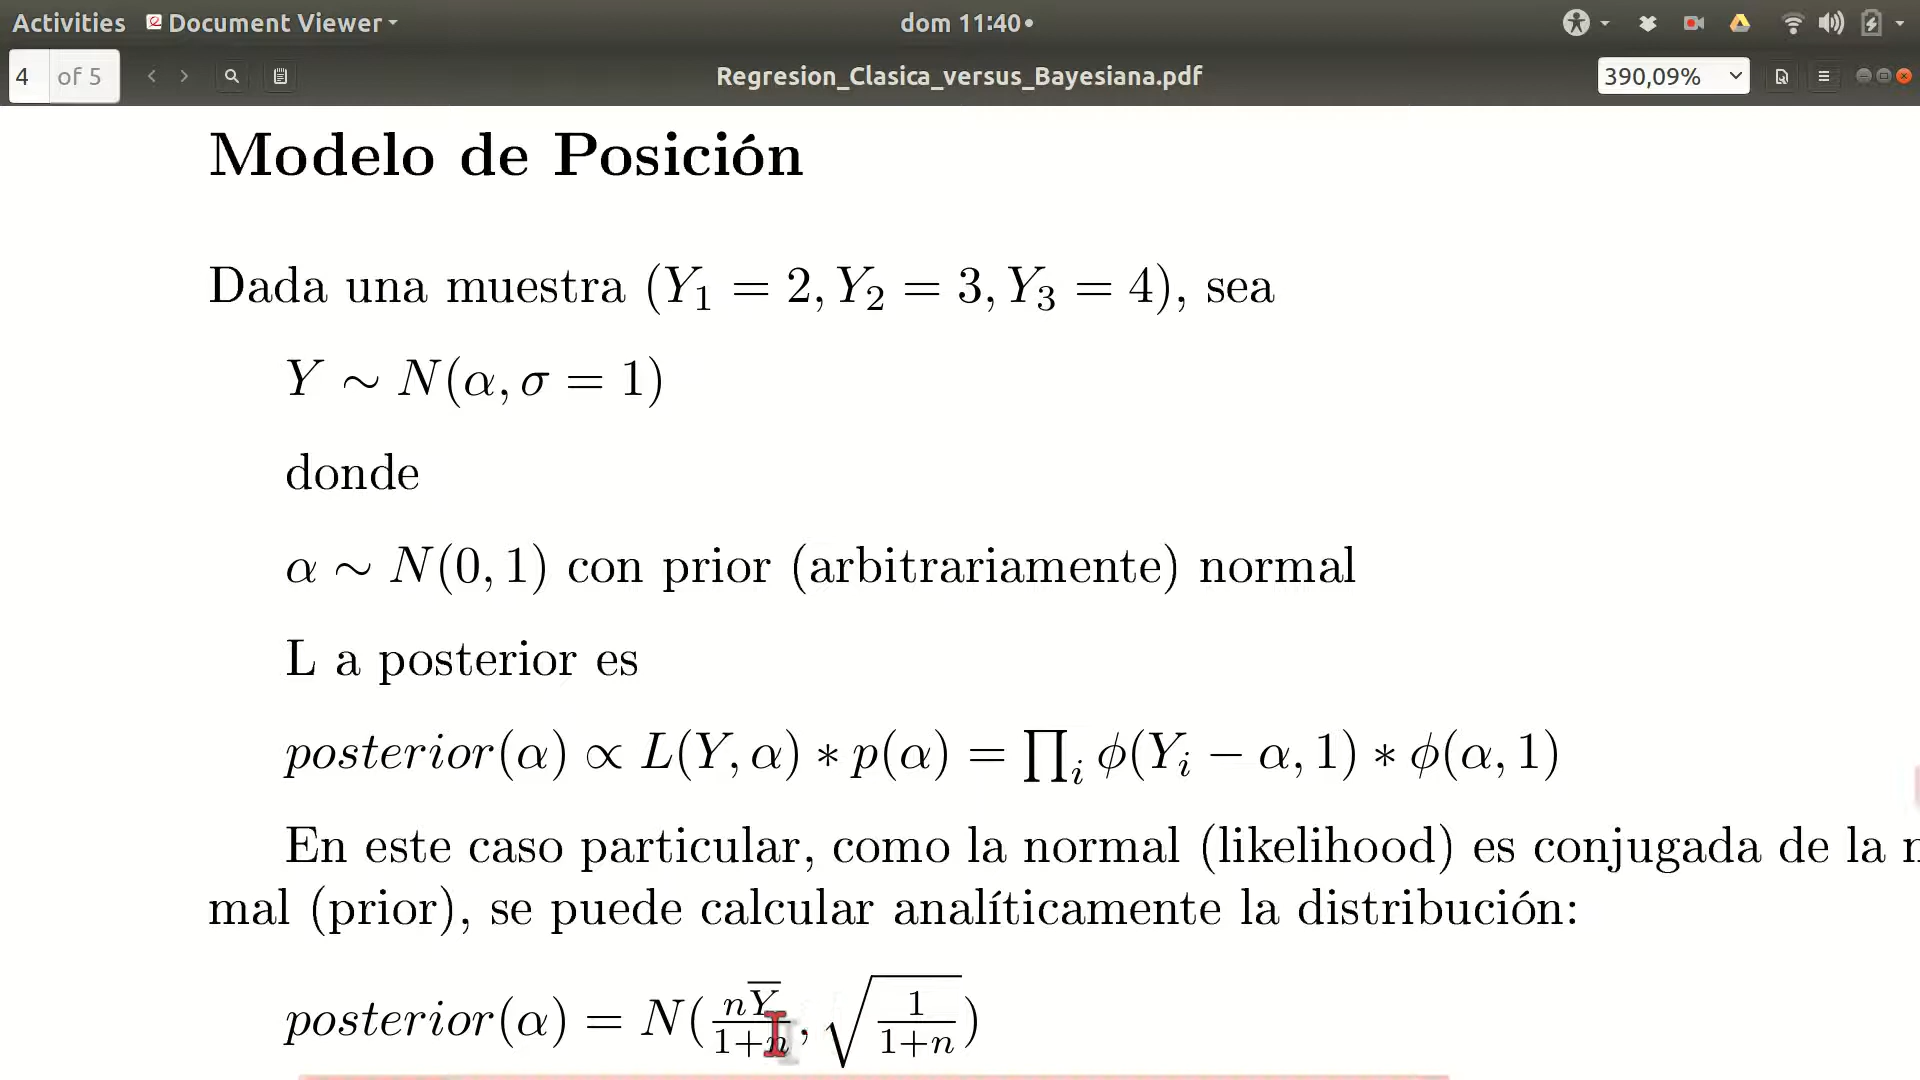 Activities Document Viewer dom 11:40
4 of 5 Regresion_Clasica_versus_Bayesiana.pdf 390,09%
Modelo de Posición
Dada una muestra (Y₁ = 2, Y₂ = 3, Y₃ = 4), sea
Y ∼ N(α, σ = 1)
donde
α ∼ N(0, 1) con prior (arbitrariamente) normal
L a posterior es
posterior(α) ∝ L(Y, α) ∗ p(α) = ∏ᵢ ϕ(Yᵢ − α, 1) ∗ ϕ(α, 1)
En este caso particular, como la normal (likelihood) es conjugada de la
mal (prior), se puede calcular analíticamente la distribución:
posterior(α) = N(nY̅/(1+n), √(1/(1+n)))